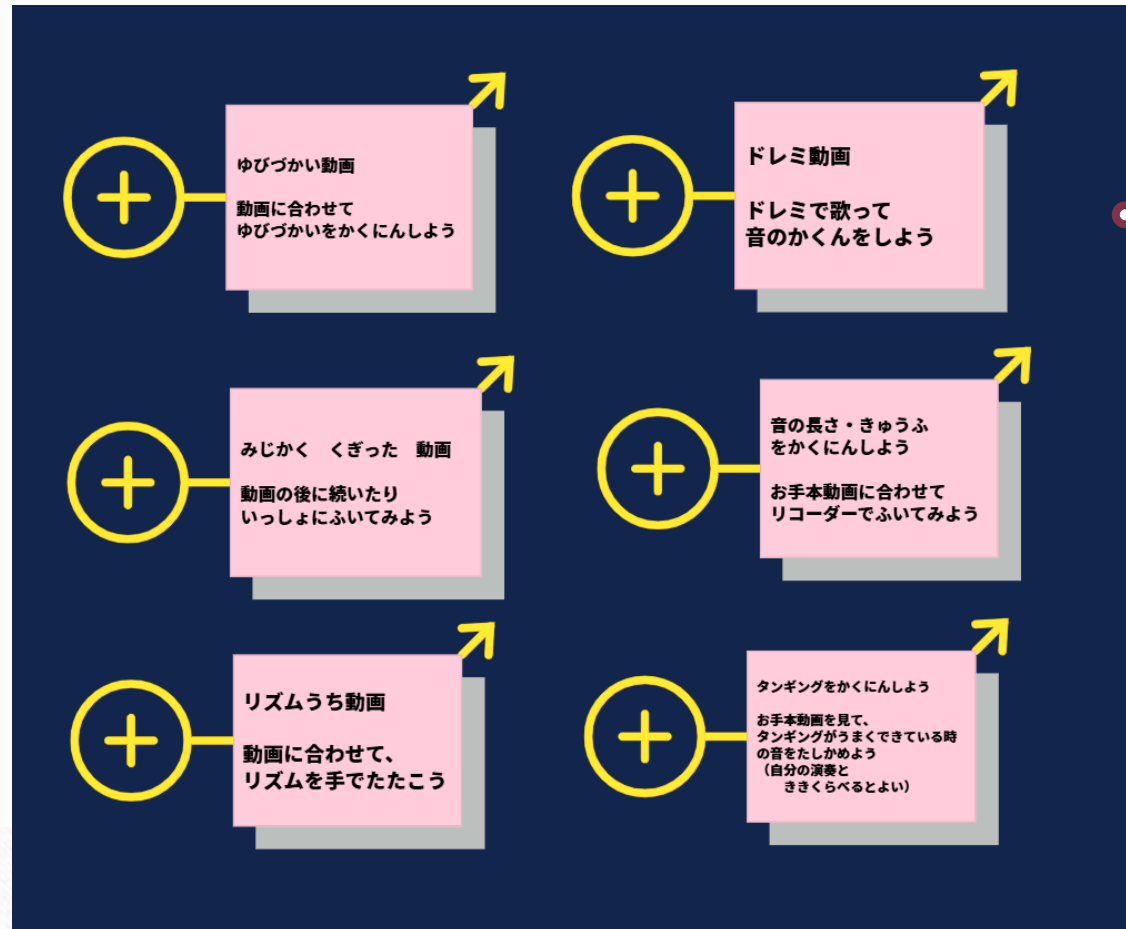 ゆびづかい動画
動画に合わせて
ゆびづかいをかくにんしよう
ドレミ動画
ドレミで歌って
音のかくんをしよう
みじかく　くぎった　動画
動画の後に続いたり
いっしょにふいてみよう
音の長さ・きゅうふ
をかくにんしよう
お手本動画に合わせて
リコーダーでふいてみよう
リズムうち動画
動画に合わせて、
リズムを手でたたこう
タンギングをかくにんしよう
お手本動画を見て、
タンギングがうまくできている時
の音をたしかめよう
（自分の演奏と
　　ききくらべるとよい）